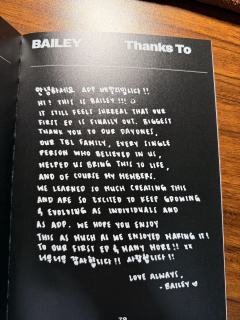 BAILEY Thanks To
안녕하세요 ADP 베일리입니다!!
HI! THIS IS BAILEY!!! ☺
IT STILL FEELS SURREAL THAT OUR
FIRST EP IS FINALLY OUT. BIGGEST
THANK YOU TO OUR DAYONES,
OUR TBL FAMILY, EVERY SINGLE
PERSON WHO BELIEVED IN US,
HELPED US BRING THIS TO LIFE,
AND OF COURSE MY MEMBERS.
WE LEARNED SO MUCH CREATING THIS
AND ARE SO EXCITED TO KEEP GROWING
& EVOLVING AS INDIVIDUALS AND
AS ADP. WE HOPE YOU ENJOY
THIS AS MUCH AS WE ENJOYED MAKING IT!
TO OUR FIRST EP & MANY MORE!! xx
너무너무 감사합니다!! 사랑합니다!!
LOVE ALWAYS,
- BAILEY ♡